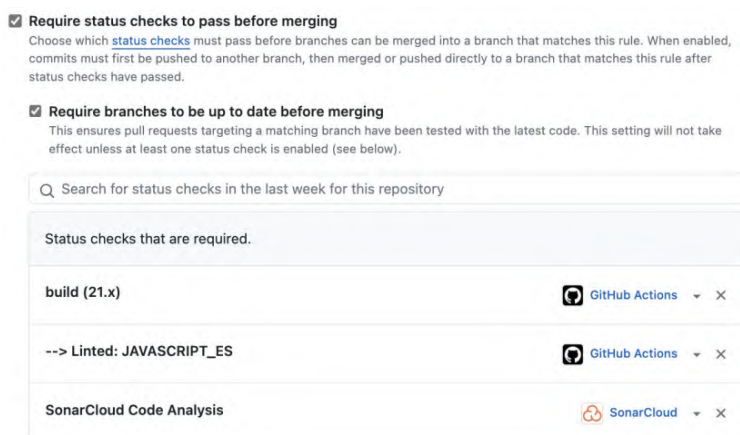 Require status checks to pass before merging
Choose which status checks must pass before branches can be merged into a branch that matches this rule. When enabled,
commits must first be pushed to another branch, then merged or pushed directly to a branch that matches this rule after
status checks have passed.
Require branches to be up to date before merging
This ensures pull requests targeting a matching branch have been tested with the latest code. This setting will not take
effect unless at least one status check is enabled (see below).
Search for status checks in the last week for this repository
Status checks that are required.
build (21.x) GitHub Actions
--> Linted: JAVASCRIPT_ES GitHub Actions
SonarCloud Code Analysis SonarCloud